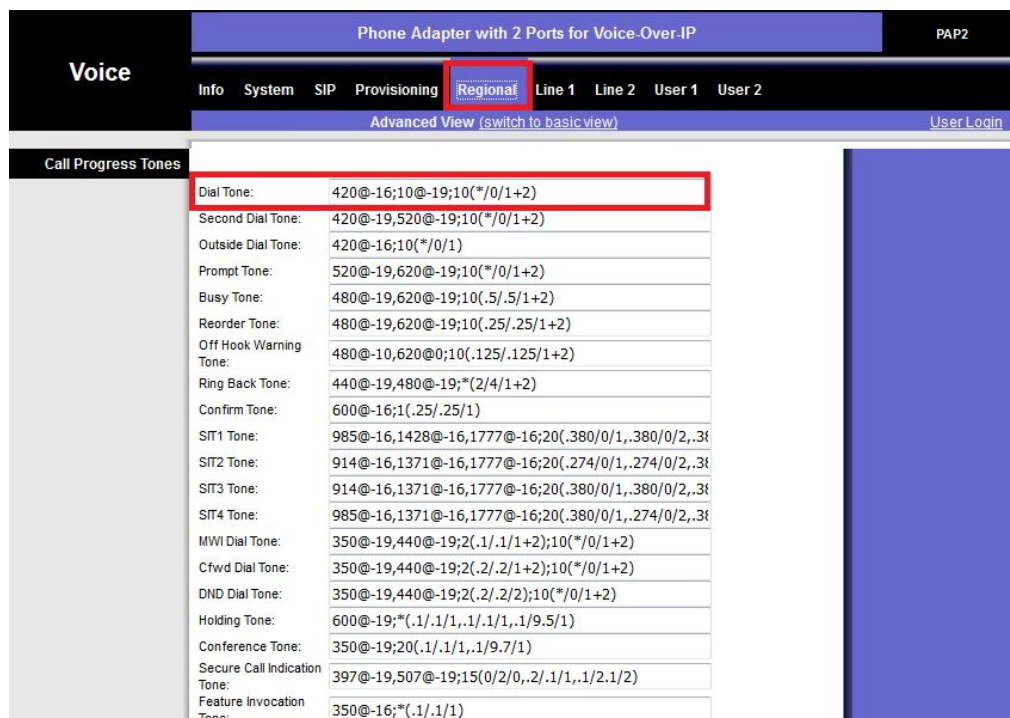 Phone Adapter with 2 Ports for Voice-Over-IP PAP2
Voice
Info System SIP Provisioning Regional Line 1 Line 2 User 1 User 2
Advanced View (switch to basic view) User Login
Call Progress Tones
Dial Tone: 420@-16;10@-19;10(*/0/1+2)
Second Dial Tone: 420@-19,520@-19;10(*/0/1+2)
Outside Dial Tone: 420@-16;10(*/0/1)
Prompt Tone: 520@-19,620@-19;10(*/0/1+2)
Busy Tone: 480@-19,620@-19;10(.5/.5/1+2)
Reorder Tone: 480@-19,620@-19;10(.25/.25/1+2)
Off Hook Warning
Tone: 480@-10,620@0;10(.125/.125/1+2)
Ring Back Tone: 440@-19,480@-19;*(2/4/1+2)
Confirm Tone: 600@-16;1(.25/.25/1)
SIT1 Tone: 985@-16,1428@-16,1777@-16;20(.380/0/1,.380/0/2,.38
SIT2 Tone: 914@-16,1371@-16,1777@-16;20(.274/0/1,.274/0/2,.38
SIT3 Tone: 914@-16,1371@-16,1777@-16;20(.380/0/1,.380/0/2,.38
SIT4 Tone: 985@-16,1371@-16,1777@-16;20(.380/0/1,.274/0/2,.38
MWI Dial Tone: 350@-19,440@-19;2(.1/.1/1+2);10(*/0/1+2)
Cfwd Dial Tone: 350@-19,440@-19;2(.2/.2/1+2);10(*/0/1+2)
DND Dial Tone: 350@-19,440@-19;2(.2/.2/2);10(*/0/1+2)
Holding Tone: 600@-19;*(.1/.1/1,.1/.1/1,.1/9.5/1)
Conference Tone: 350@-19;20(.1/.1/1,.1/9.7/1)
Secure Call Indication
Tone: 397@-19,507@-19;15(0/2/0,.2/.1/1,.1/2.1/2)
Feature Invocation
Tone: 350@-16;*(.1/.1/1)